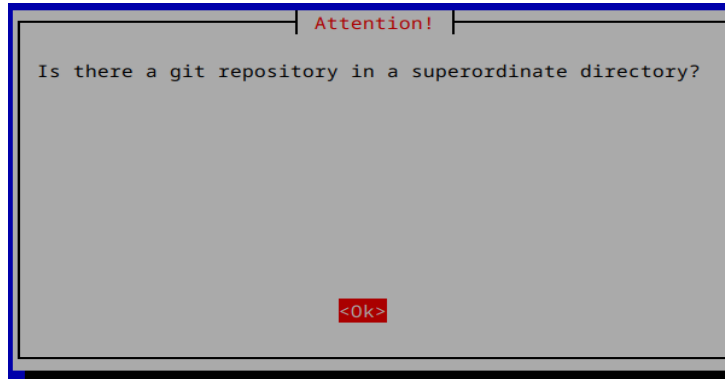 Attention!
Is there a git repository in a superordinate directory?
<Ok>